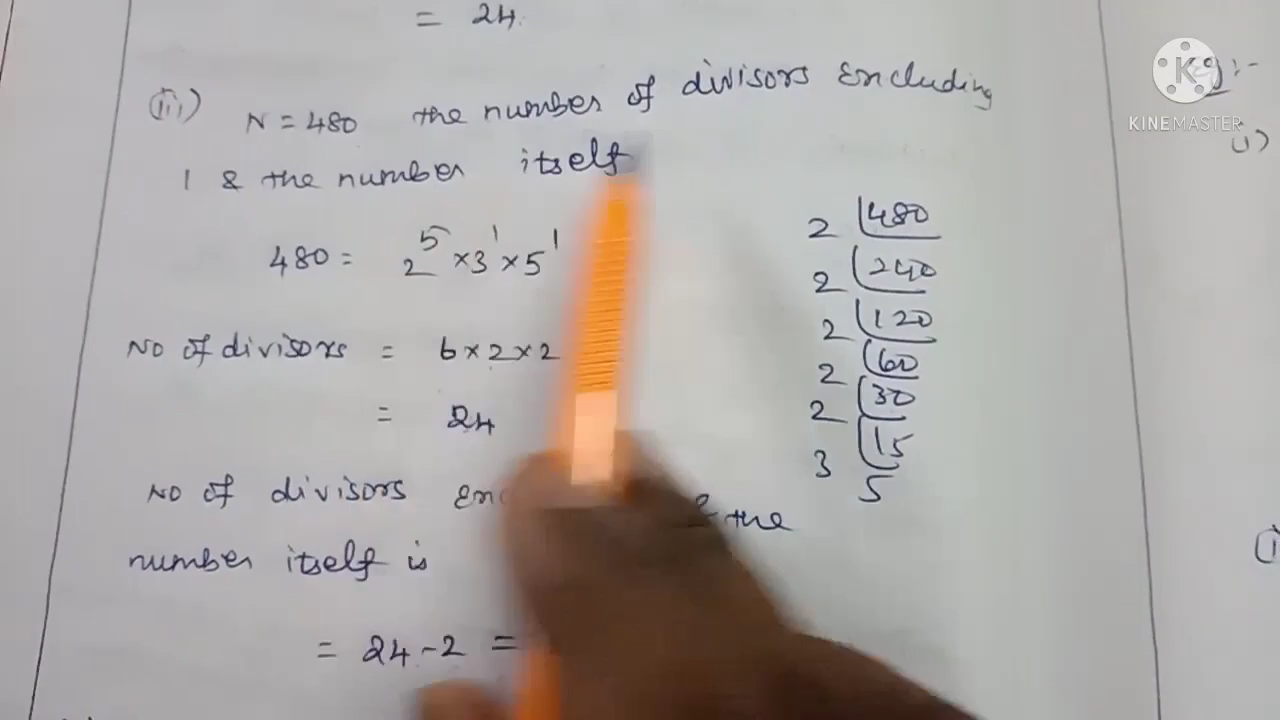 = 24.
(iii) N = 480 the number of divisors Encluding
1 & the number itself
480 = 2^5 × 3^1 × 5^1
No of divisors = 6 × 2 × 2
= 24
No of divisors & the
number itself is
= 24 - 2 =
2 480
2 240
2 120
2 60
2 30
3 15
5
KINEMASTER